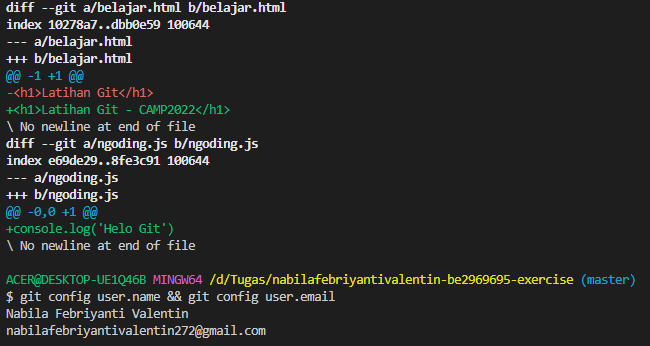 diff --git a/belajar.html b/belajar.html
index 10278a7..dbb0e59 100644
--- a/belajar.html
+++ b/belajar.html
@@ -1 +1 @@
-<h1>Latihan Git</h1>
+<h1>Latihan Git - CAMP2022</h1>
\ No newline at end of file
diff --git a/ngoding.js b/ngoding.js
index e69de29..8fe3c91 100644
--- a/ngoding.js
+++ b/ngoding.js
@@ -0,0 +1 @@
+console.log('Helo Git')
\ No newline at end of file
ACER@DESKTOP-UE1Q46B MINGW64 /d/Tugas/nabilafebriyantivalentin-be2969695-exercise (master)
$ git config user.name && git config user.email
Nabila Febriyanti Valentin
nabilafebriyantivalentin272@gmail.com